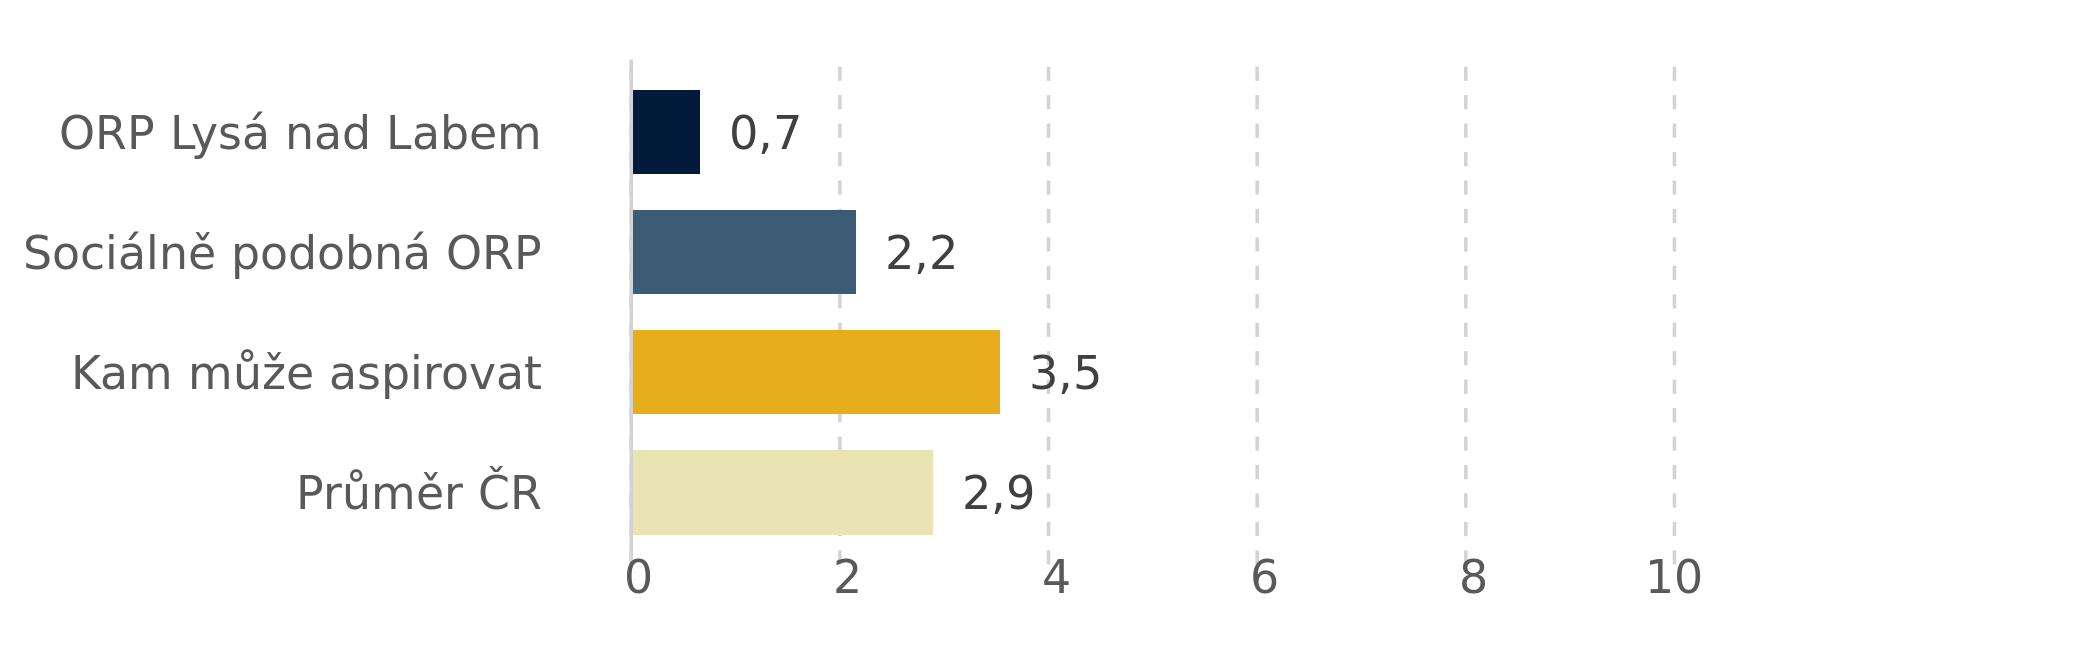 ORP Lysá nad Labem 0,7
Sociálně podobná ORP 2,2
Kam může aspirovat 3,5
Průměr ČR 2,9
0 2 4 6 8 10